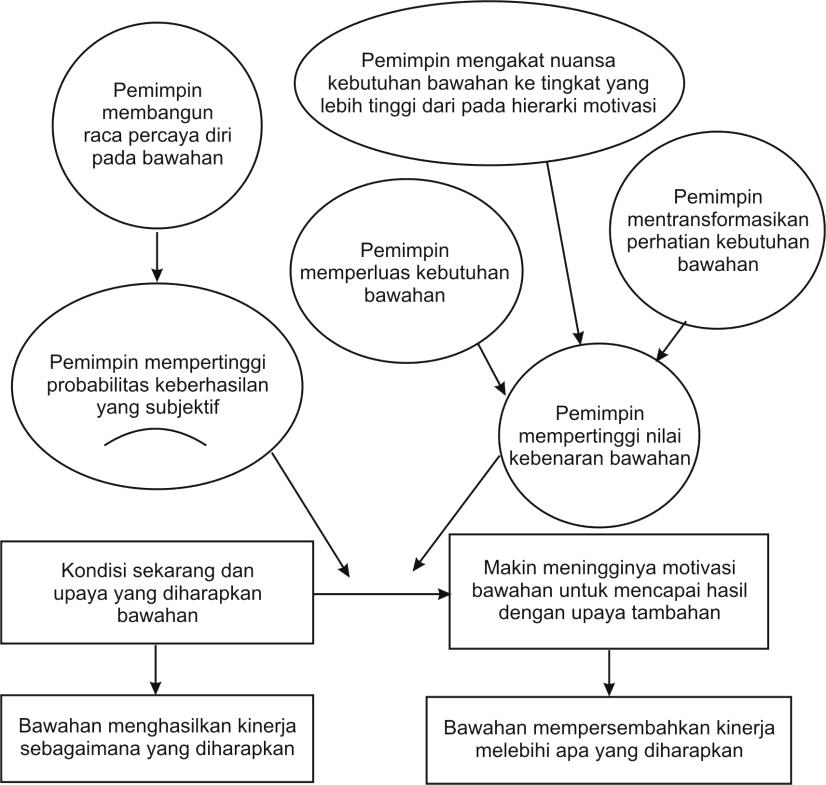 Pemimpin
membangun
raca percaya diri
pada bawahan
Pemimpin mengakat nuansa
kebutuhan bawahan ke tingkat yang
lebih tinggi dari pada hierarki motivasi
Pemimpin
mentransformasikan
perhatian kebutuhan
bawahan
Pemimpin
memperluas kebutuhan
bawahan
Pemimpin mempertinggi
probabilitas keberhasilan
yang subjektif
Pemimpin
mempertinggi nilai
kebenaran bawahan
Kondisi sekarang dan
upaya yang diharapkan
bawahan
Makin meningginya motivasi
bawahan untuk mencapai hasil
dengan upaya tambahan
Bawahan menghasilkan kinerja
sebagaimana yang diharapkan
Bawahan mempersembahkan kinerja
melebihi apa yang diharapkan